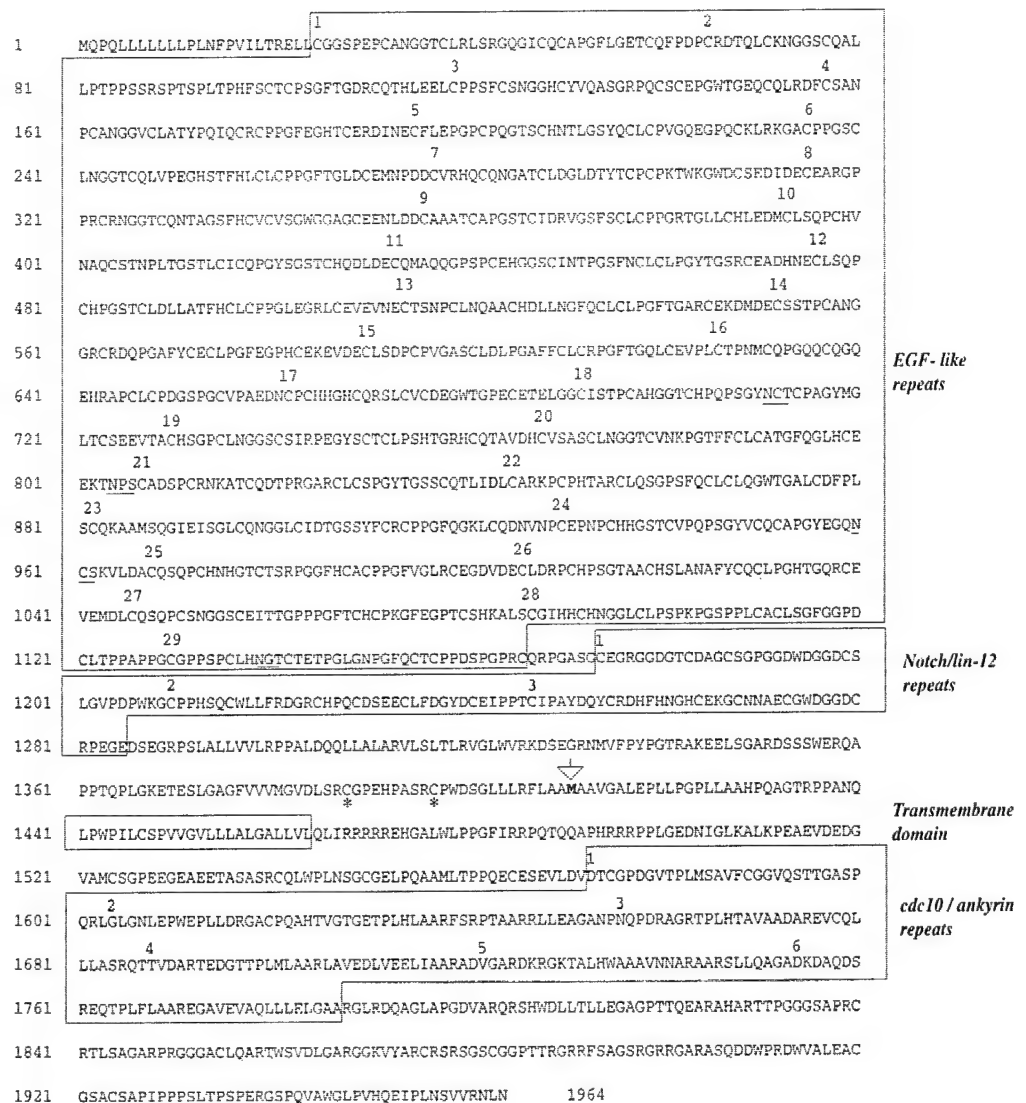 1 2
1 MQPQLLLLLLLPLNFPVILTRELLCGGSPEPCANGGTCLRLSRGQGICQCAPGFLGETCQFPDPCRDTQLCKNGGSCQAL
3 4
81 LPTPPSSRSPTSPLTPHFSCTCPSGFTGDRCQTHLEELCPPSFCSNGGHCYVQASGRPQCSCEPGWTGEQCQLRDFCSAN
5 6
161 PCANGGVCLATYPQIQCRCPPGFEGHTCERDINECFLEPGPCPQGTSCHNTLGSYQCLCPVGQEGPQCKLRKGACPPGSC
7 8
241 LNGGTCQLVPEGHSTFHLCLCPPGFTGLDCEMNPDDCVRHQCQNGATCLDGLDTYTCPCPKTWKGWDCSEDIDECEARGP
9 10
321 PRCRNGGTCQNTAGSFHCVCVSGWGGAGCEENLDDCAAATCAPGSTCIDRVGSFSCLCPPGRTGLLCHLEDMCLSQPCHV
11 12
401 NAQCSTNPLTGSTLCICQPGYSGSTCHQDLDECQMAQQGPSPCEHGGSCINTPGSFNCLCLPGYTGSRCEADHNECLSQP
13 14
481 CHPGSTCLDLLATFHCLCPPGLEGRLCEVEVNECTSNPCLNQAACHDLLNGFQCLCLPGFTGARCEKDMDECSSTPCANG
15 16
561 GRCRDQPGAFYCECLPGFEGPHCEKEVDECLSDPCPVGASCLDLPGAFFCLCRPGFTGQLCEVPLCTPNMCQPGQQCQGQ
EGF- like
repeats
17 18
641 EHRAPCLCPDGSPGCVPAEDNCPCHHGHCQRSLCVCDEGWTGPECETELGGCISTPCAHGGTCHPQPSGYNCTCPAGYMG
19 20
721 LTCSEEVTACHSGPCLNGGSCSIRPEGYSCTCLPSHTGRHCQTAVDHCVSASCLNGGTCVNKPGTFFCLCATGFQGLHCE
21 22
801 EKTNPSCADSPCRNKATCQDTPRGARCLCSPGYTGSSCQTLIDLCARKPCPHTARCLQSGPSFQCLCLQGWTGALCDFPL
23 24
881 SCQKAAMSQGIEISGLCQNGGLCIDTGSSYFCRCPPGFQGKLCQDNVNPCEPNPCHHGSTCVPQPSGYVCQCAPGYEGQN
25 26
961 CSKVLDACQSQPCHNHGTCTSRPGGFHCACPPGFVGLRCEGDVDECLDRPCHPSGTAACHSLANAFYCQCLPGHTGQRCE
27 28
1041 VEMDLCQSQPCSNGGSCEITTGPPPGFTCHCPKGFEGPTCSHKALSCGIHHCHNGGLCLPSPKPGSPPLCACLSGFGGPD
29 1
1121 CLTPPAPPGCGPPSPCLHNGTCTETPGLGNPGFQCTCPPDSPGPRCQRPGASGCEGRGGDGTCDAGCSGPGGDWDGGDCS
Notch/lin-12
repeats
2 3
1201 LGVPDPWKGCPPHSQCWLLFRDGRCHPQCDSEECLFDGYDCEIPPTCIPAYDQYCRDHFHNGHCEKGCNNAECGWDGGDC
1281 RPEGEDSEGRPSLALLVVLRPPALDQQLLALARVLSLTLRVGLWVRKDSEGRNMVFPYPGTRAKEELSGARDSSSWERQA
1361 PPTQPLGKETESLGAGFVVVMGVDLSRCGPEHPASRCPWDSGLLLRFLAAMAAVGALEPLLPGPLLAAHPQAGTRPPANQ
* *
1441 LPWPILCSPVVGVLLLALGALLVLQLIRRRRREHGALWLPPGFIRRPQTQQAPHRRRPPLGEDNIGLKALKPEAEVDEDG
Transmembrane
domain
1
1521 VAMCSGPEEGEAEETASASRCQLWPLNSGCGELPQAAMLTPPQECESEVLDVDTCGPDGVTPLMSAVFCGGVQSTTGASP
2 3
1601 QRLGLGNLEPWEPLLDRGACPQAHTVGTGETPLHLAARFSRPTAARRLLEAGANPNQPDRAGRTPLHTAVAADAREVCQL
cdc10 / ankyrin
repeats
4 5 6
1681 LLASRQTTVDARTEDGTTPLMLAARLAVEDLVEELIAARADVGARDKRGKTALHWAAAVNNARAARSLLQAGADKDAQDS
1761 REQTPLFLAAREGAVEVAQLLLELGAARGLRDQAGLAPGDVARQRSHWDLLTLLEGAGPTTQEARAHARTTPGGGSAPRC
1841 RTLSAGARPRGGGACLQARTWSVDLGARGGKVYARCRSRSGSCGGPTTRGRRFSAGSRGRRGARASQDDWPRDWVALEAC
1921 GSACSAPIPPPSLTPSPERGSPQVAWGLPVHQEIPLNSVVRNLN 1964